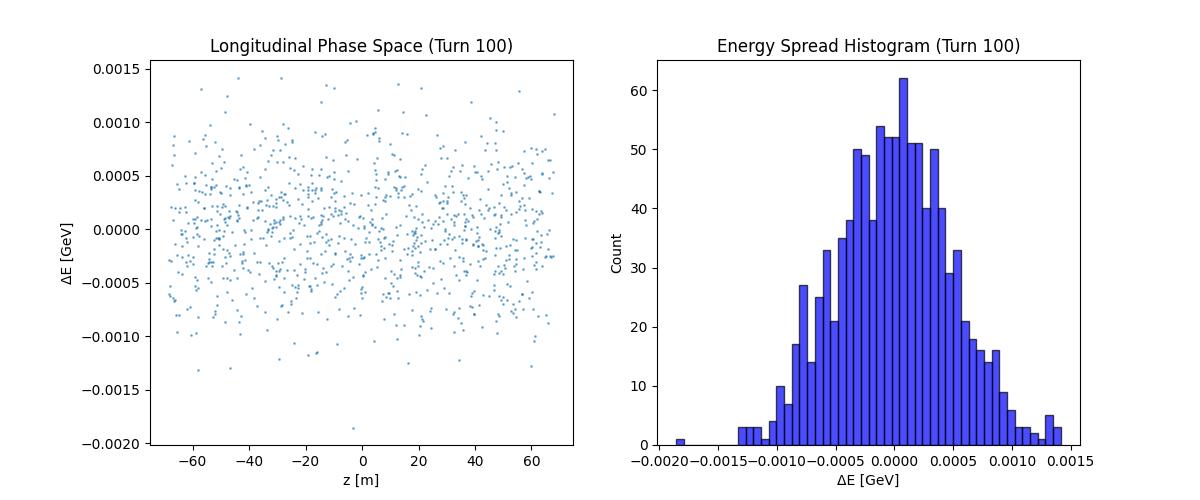 Longitudinal Phase Space (Turn 100)
0.0015
0.0010
0.0005
0.0000
−0.0005
−0.0010
−0.0015
−0.0020
ΔE [GeV]
−60 −40 −20 0 20 40 60
z [m]
Energy Spread Histogram (Turn 100)
60
50
40
30
20
10
0
Count
−0.0020−0.0015−0.0010−0.0005 0.0000 0.0005 0.0010 0.0015
ΔE [GeV]